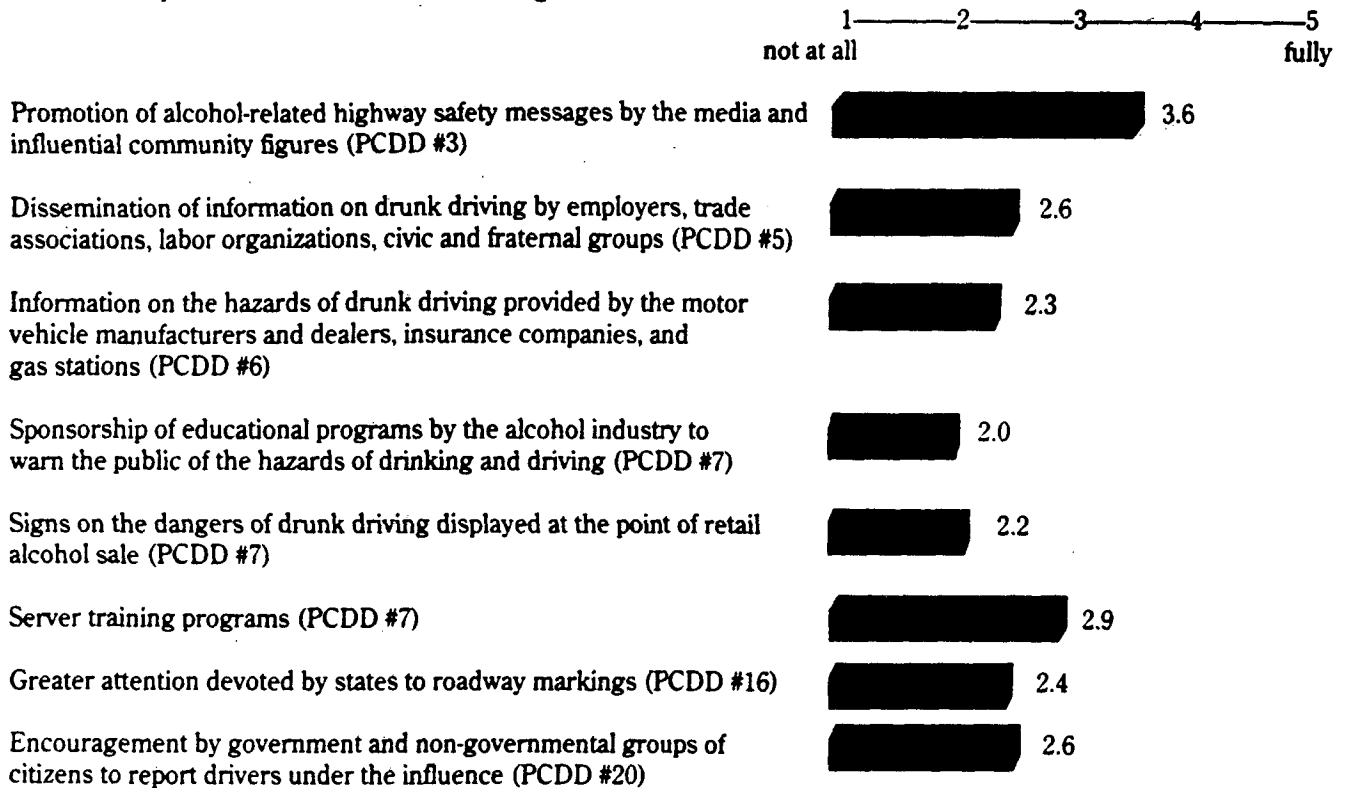 1 2 3 4 5
not at all fully
Promotion of alcohol-related highway safety messages by the media and
influential community figures (PCDD #3)
3.6
Dissemination of information on drunk driving by employers, trade
associations, labor organizations, civic and fraternal groups (PCDD #5)
2.6
Information on the hazards of drunk driving provided by the motor
vehicle manufacturers and dealers, insurance companies, and
gas stations (PCDD #6)
2.3
Sponsorship of educational programs by the alcohol industry to
warn the public of the hazards of drinking and driving (PCDD #7)
2.0
Signs on the dangers of drunk driving displayed at the point of retail
alcohol sale (PCDD #7)
2.2
Server training programs (PCDD #7)
2.9
Greater attention devoted by states to roadway markings (PCDD #16)
2.4
Encouragement by government and non-governmental groups of
citizens to report drivers under the influence (PCDD #20)
2.6